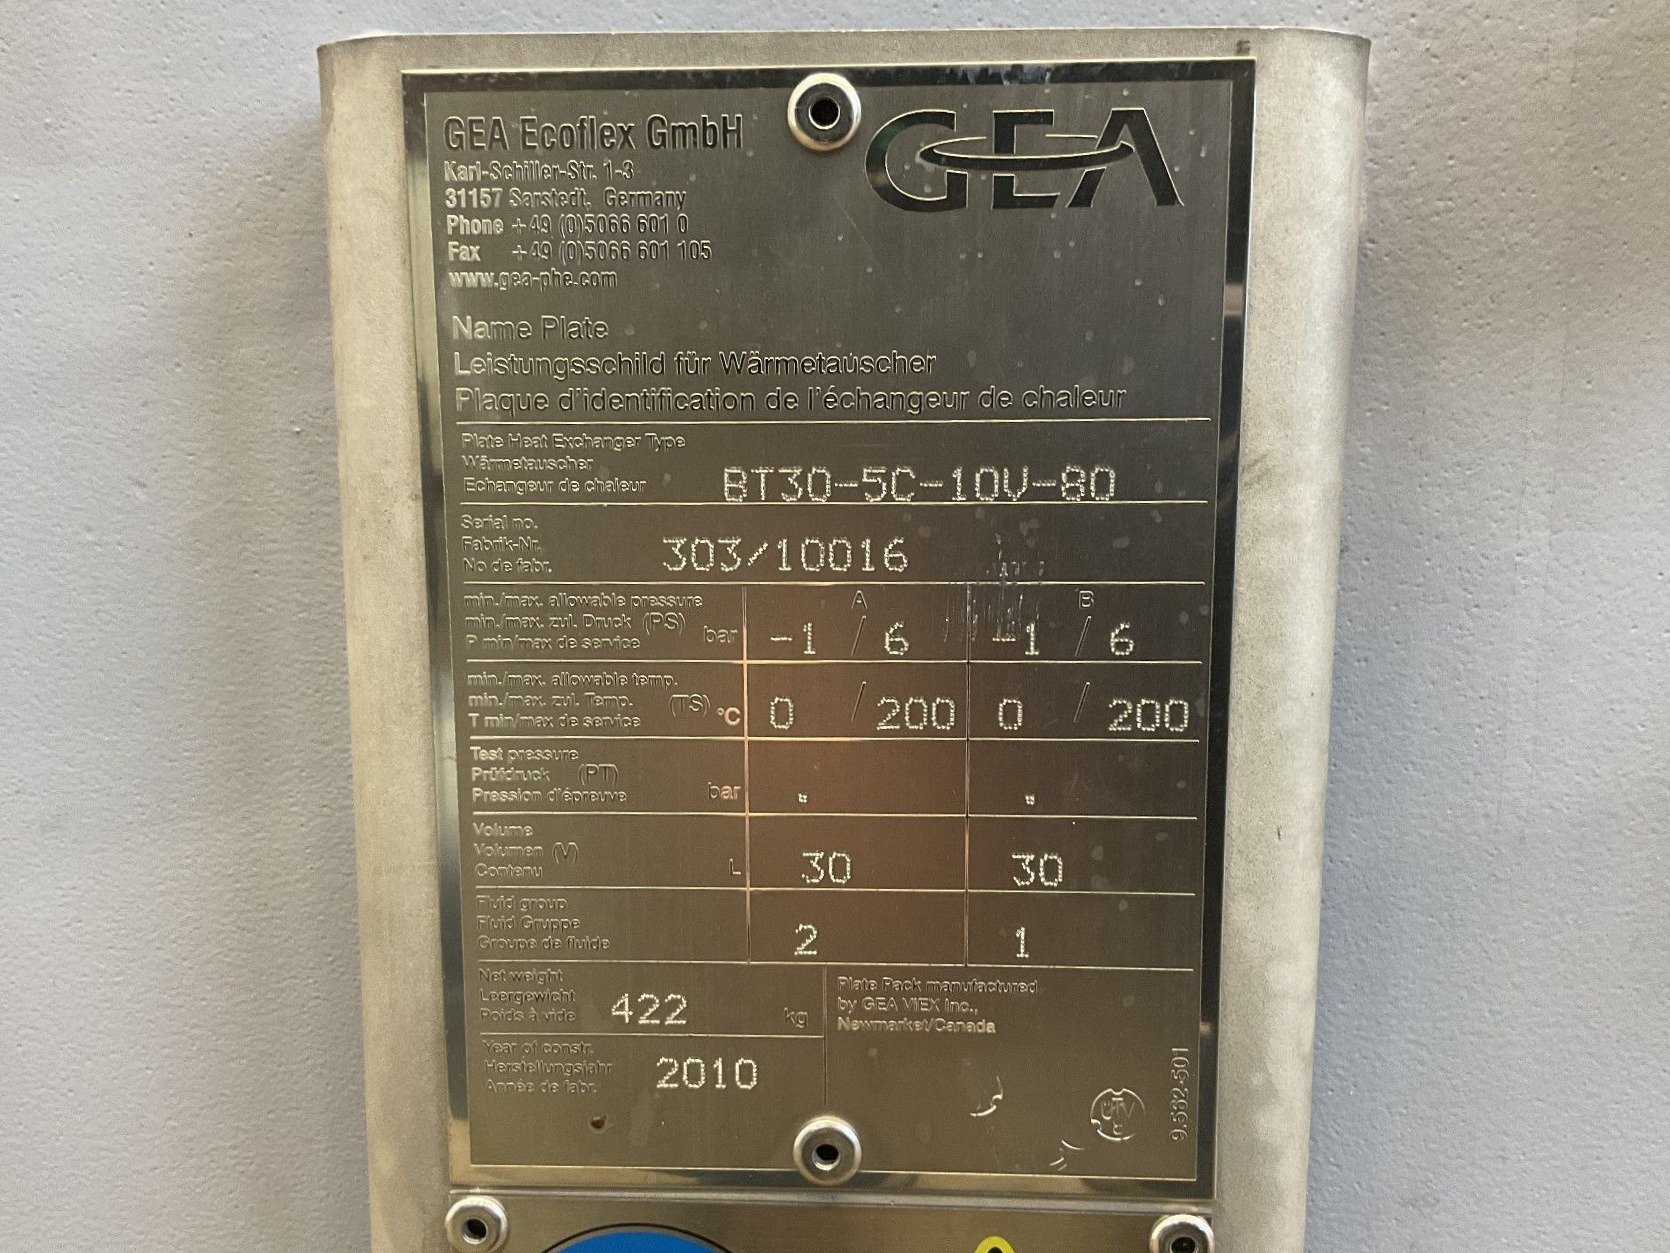 GEA Ecoflex GmbH
Karl-Schiller-Str. 1-3
31157 Sarstedt, Germany
Phone +49 (0)5066 601 0
Fax +49 (0)5066 601 105
www.gea-phe.com
GEA
Name Plate
Leistungsschild für Wärmetauscher
Plaque d'identification de l'échangeur de chaleur
Plate Heat Exchanger Type
Wärmetauscher
Echangeur de chaleur
BT30-5C-10V-80
Serial no.
Fabrik-Nr.
No de fabr.
303/10016
A B
min./max. allowable pressure
min./max. zul. Druck (PS)
P min/max de service
bar -1 / 6 -1 / 6
min./max. allowable temp.
min./max. zul. Temp. (TS)
T min/max de service
°C 0 / 200 0 / 200
Test pressure
Prüfdruck (PT)
Pression d'épreuve
bar . .
Volume
Volumen (V)
Contenu
L 30 30
Fluid group
Fluid Gruppe
Groupe de fluide
2 1
Net weight
Leergewicht
Poids à vide
422 kg
Year of constr.
Herstellungsjahr
Année de fabr.
2010
Plate Pack manufactured
by GEA VIEX Inc.,
Newmarket/Canada
9.562-501